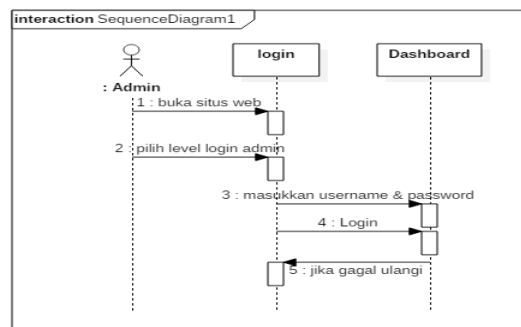 interaction SequenceDiagram1
login
Dashboard
: Admin
1 : buka situs web
2 : pilih level login admin
3 : masukkan username & password
4 : Login
5 : jika gagal ulangi